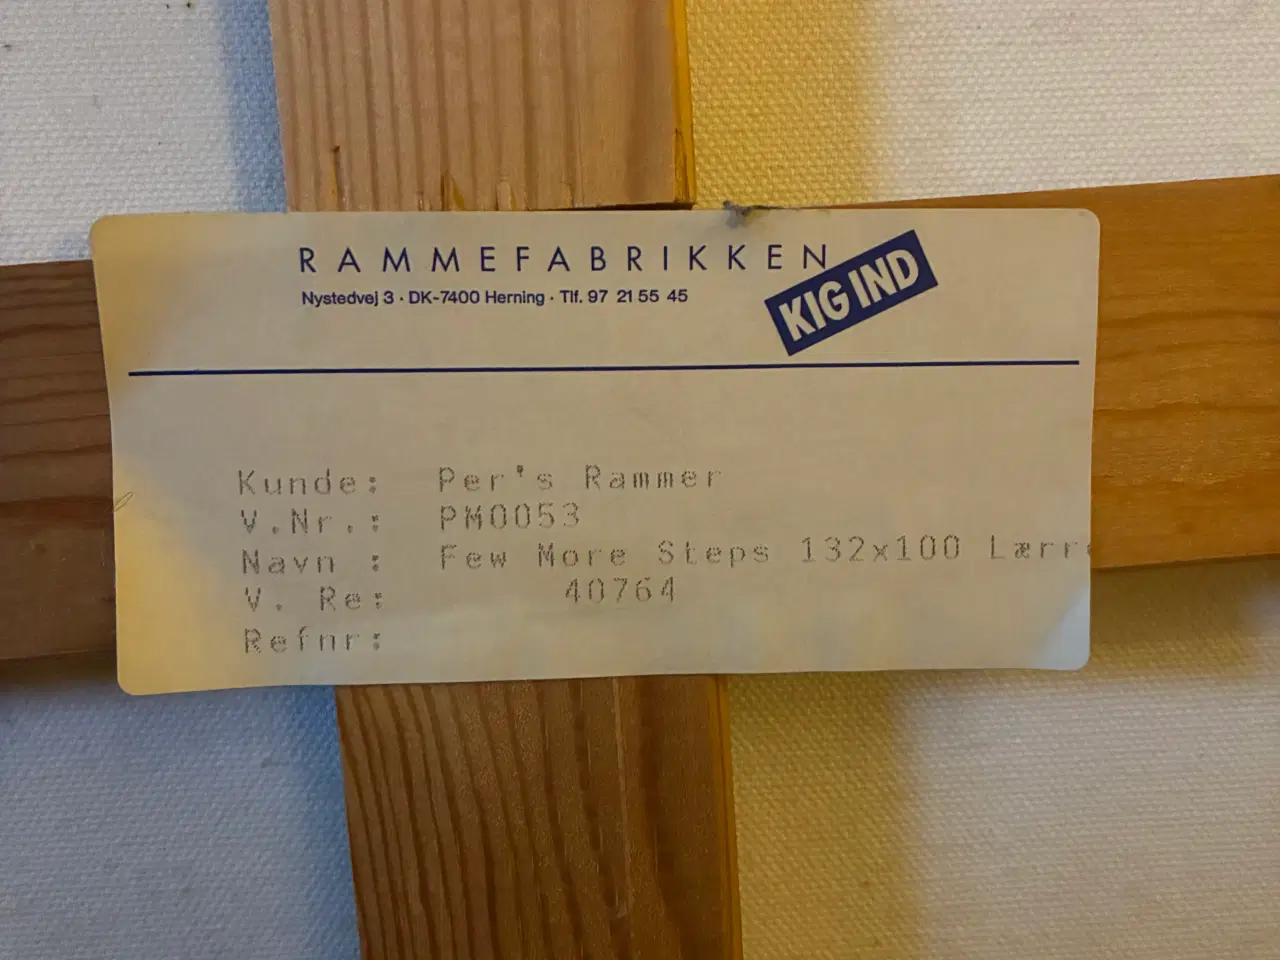 RAMMEFABRIKKEN
KIG IND
Nystedvej 3 · DK-7400 Herning · Tlf. 97 21 55 45
Kunde: Per's Rammer
V.Nr.: PM0053
Navn : Few More Steps 132x100 Lærr
V. Re: 40764
Refnr: